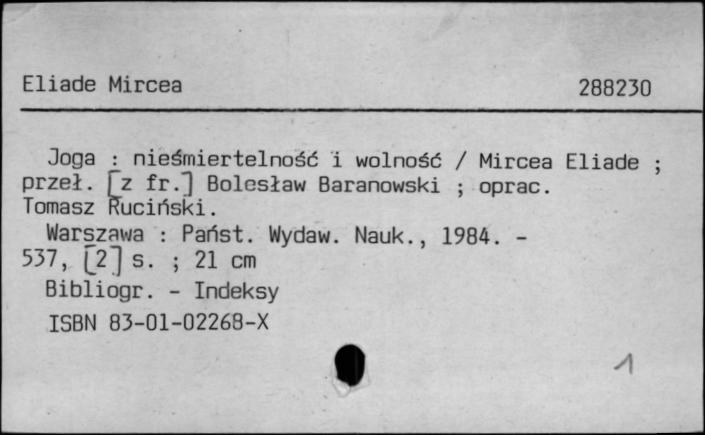 Eliade Mircea 288230
Joga : nieśmiertelność i wolność / Mircea Eliade ;
przeł. [z fr.] Bolesław Baranowski ; oprac.
Tomasz Ruciński.
Warszawa : Państ. Wydaw. Nauk., 1984. -
537, [2] s. ; 21 cm
Bibliogr. - Indeksy
ISBN 83-01-02268-X
1